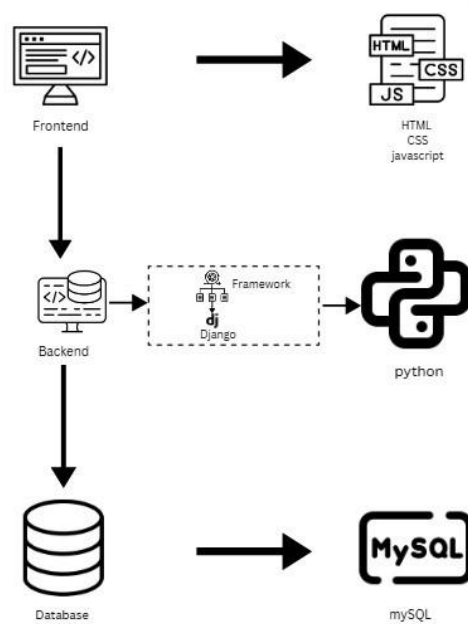 HTML
CSS
JS
Frontend
HTML
CSS
javascript
Framework
dj
Django
Backend
python
MySQL
Database
mySQL